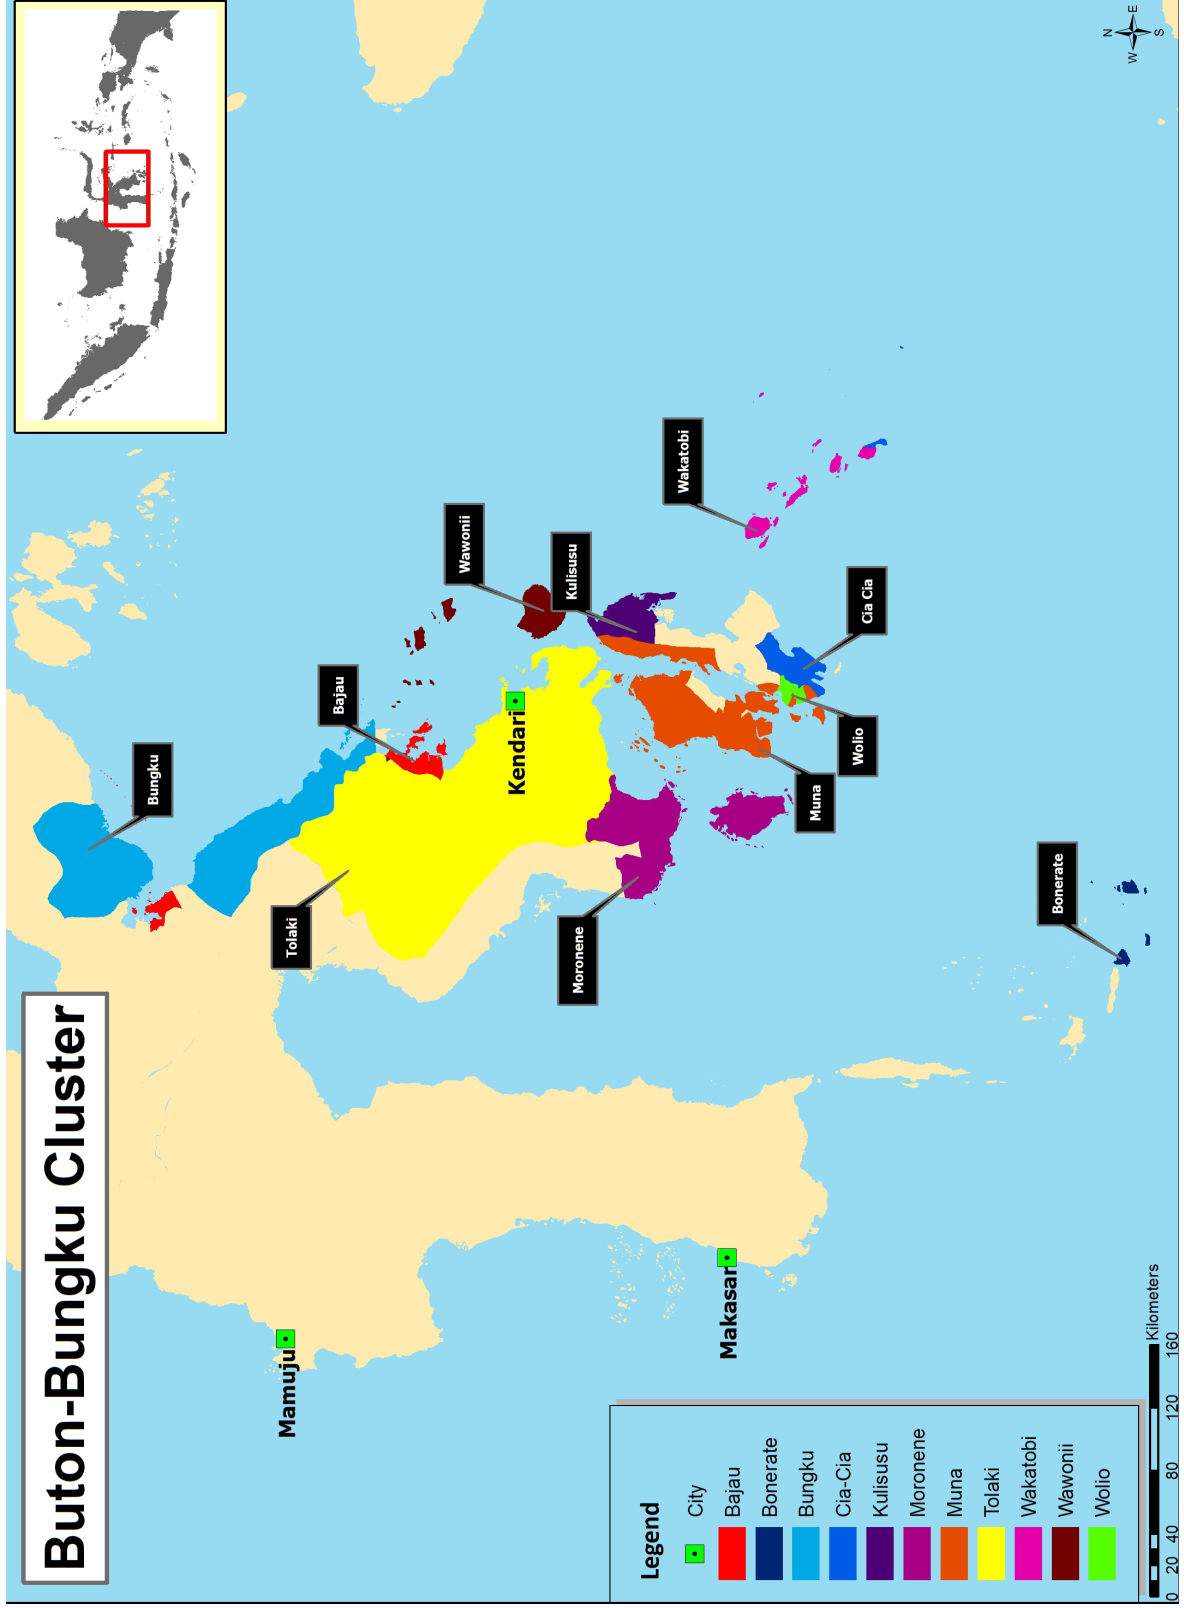 Buton-Bungku Cluster
N
W
E
S
Bungku
Bajau
Wawonii
Kulisusu
Wakatobi
Tolaki
Kendari
Moronene
Muna
Wolio
Cia Cia
Bonerate
Mamuju
Makasar
Legend
City
Bajau
Bonerate
Bungku
Cia-Cia
Kulisusu
Moronene
Muna
Tolaki
Wakatobi
Wawonii
Wolio
0 20 40 80 120 160
Kilometers